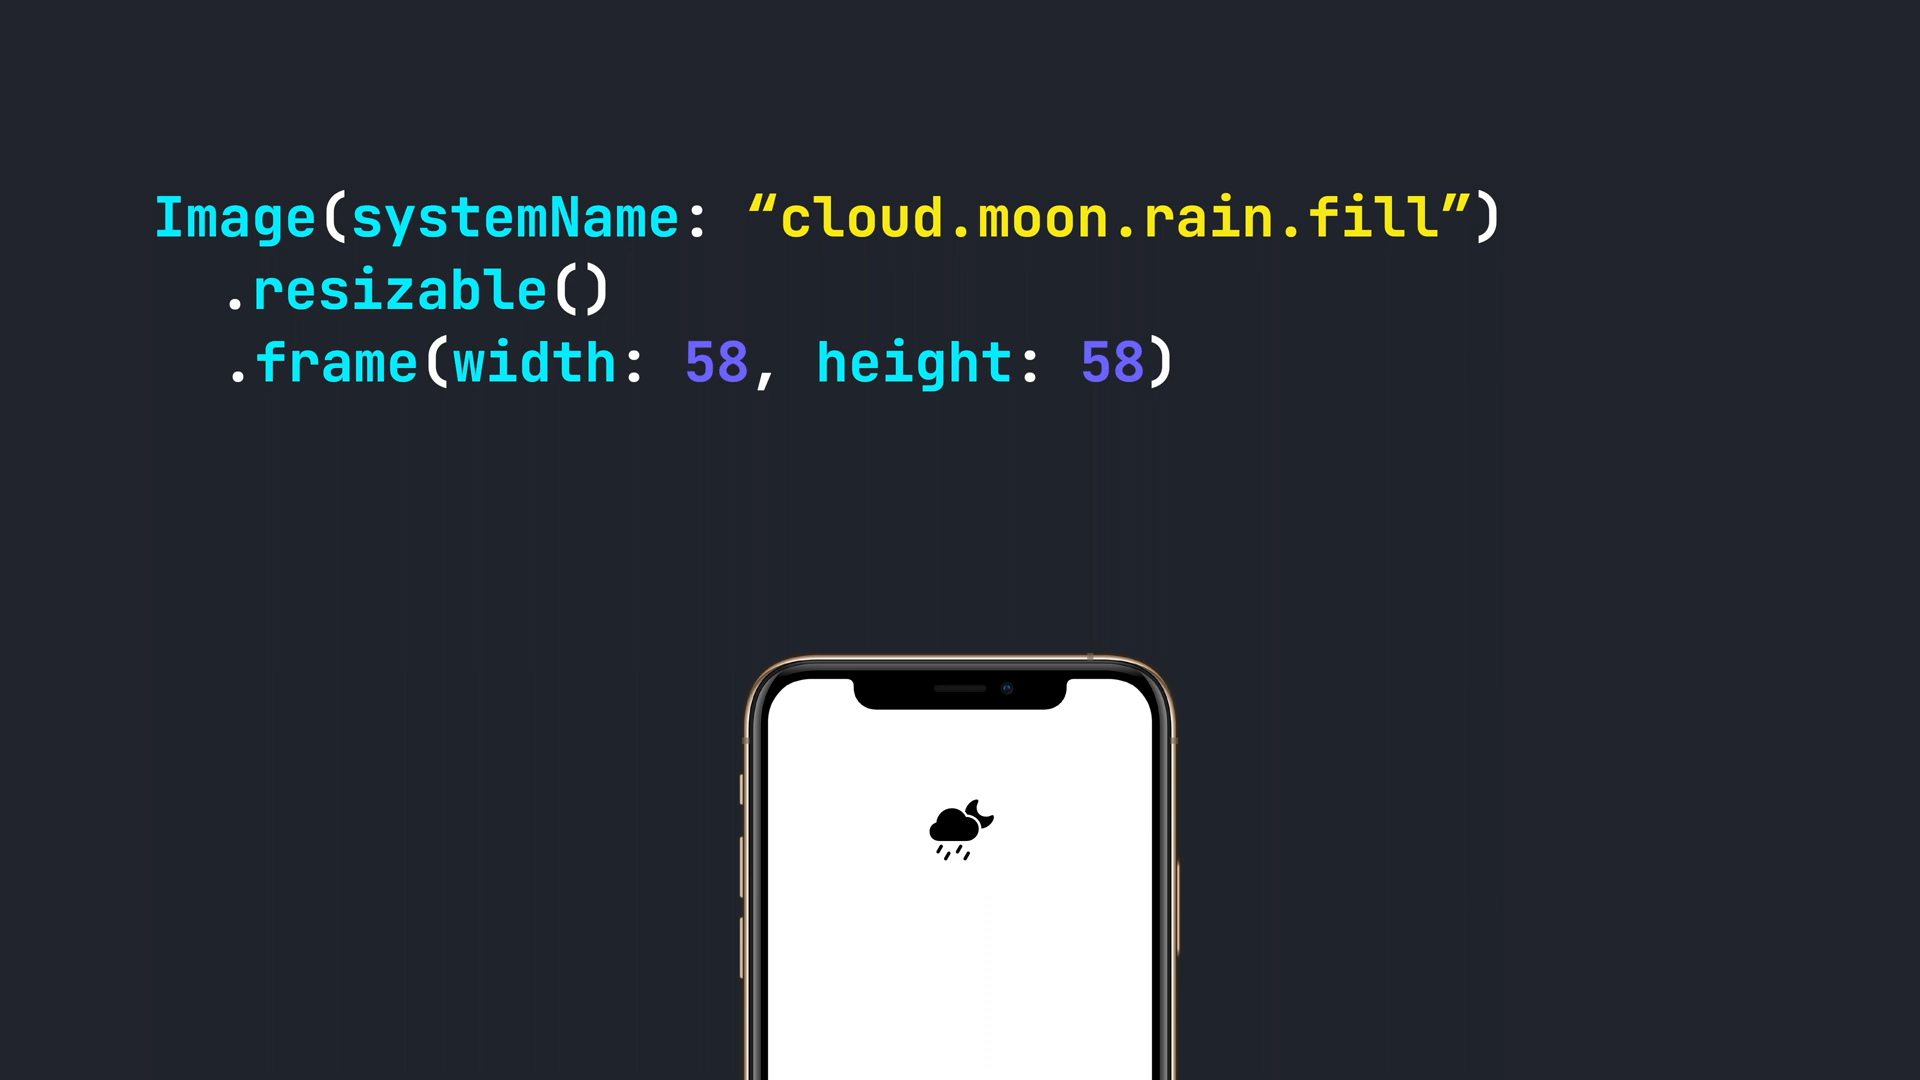 Image(systemName: “cloud.moon.rain.fill”)
.resizable()
.frame(width: 58, height: 58)